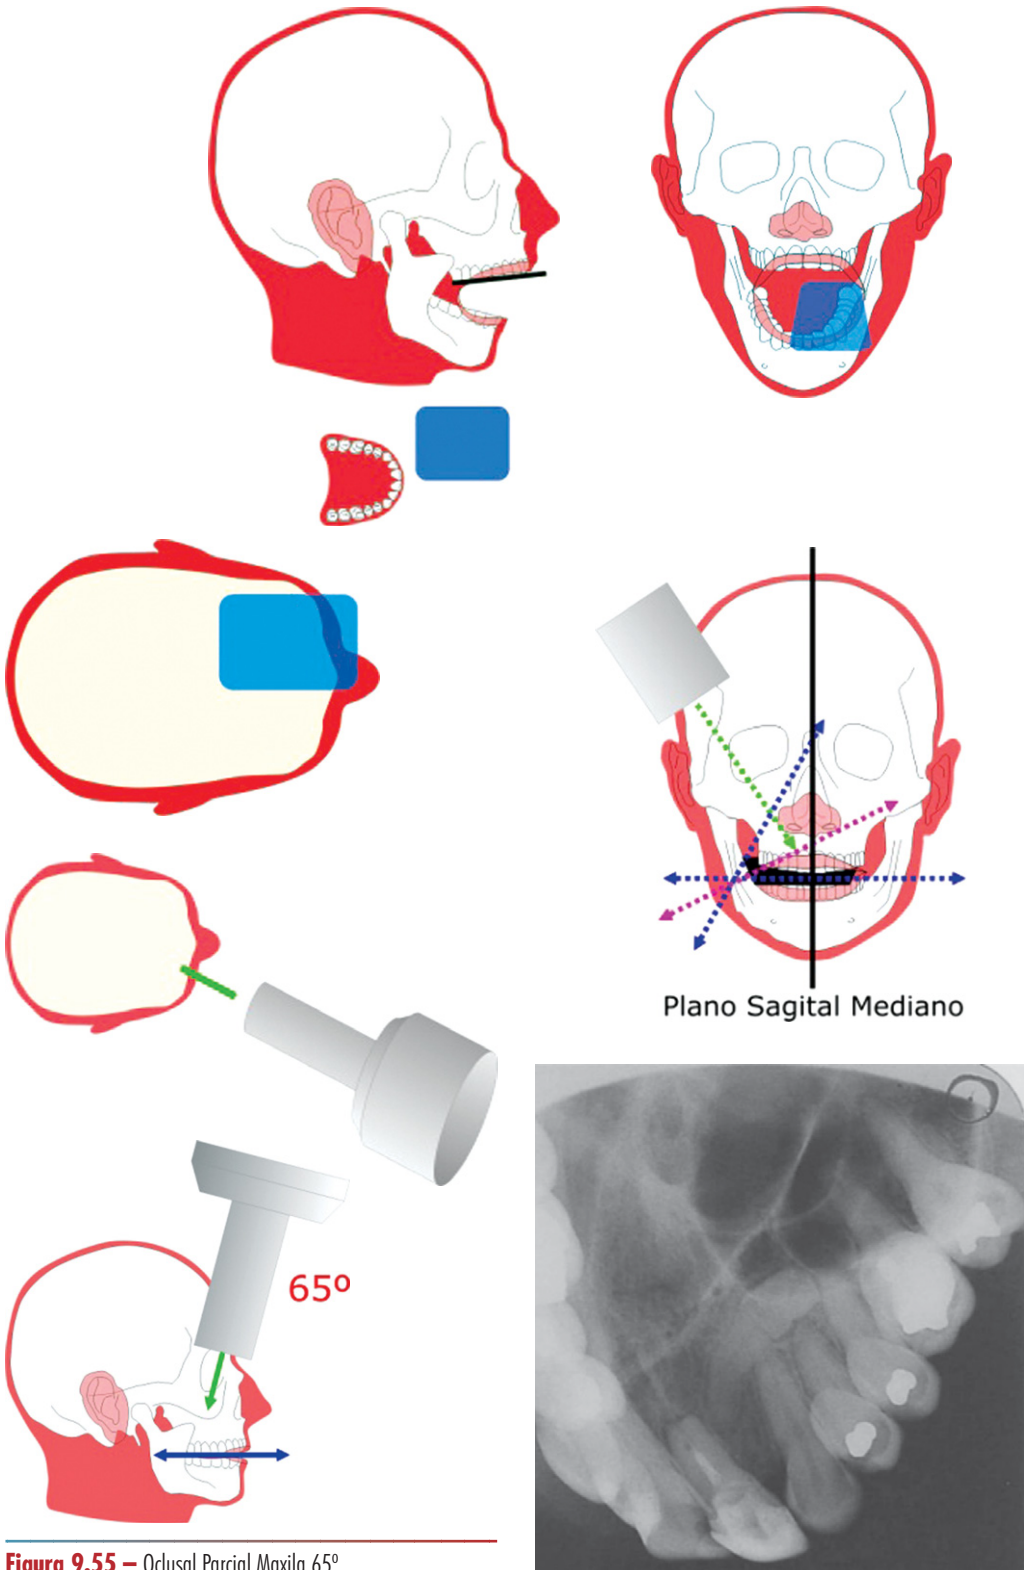 Plano Sagital Mediano
65º
Figura 9.55 – Oclusal Parcial Maxila 65º